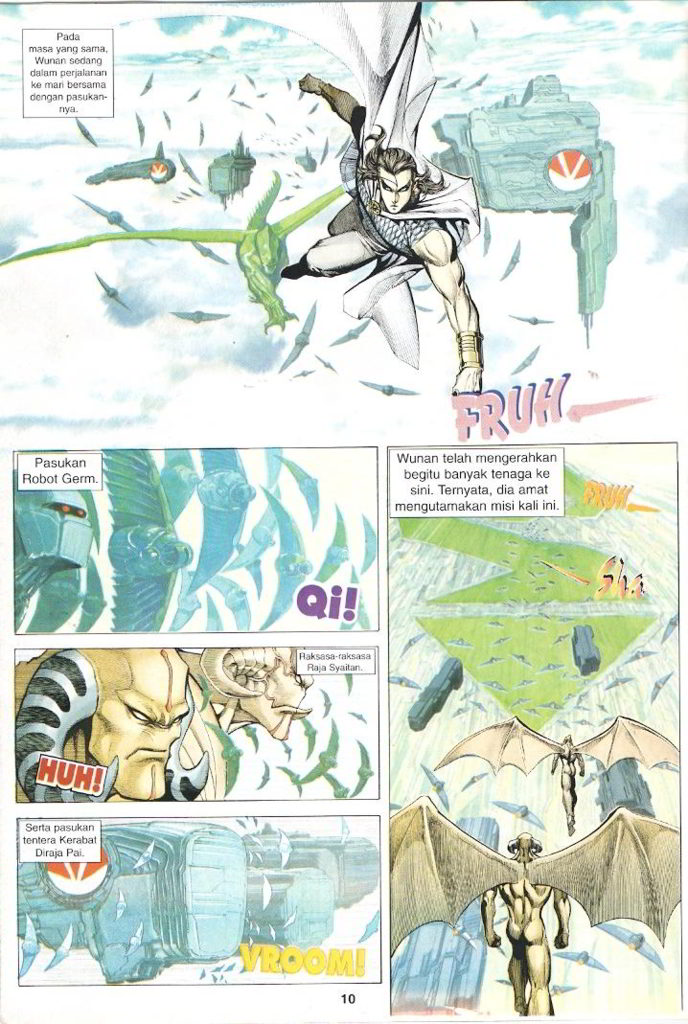 Pada
masa yang sama,
Wunan sedang
dalam perjalanan
ke mari bersama
dengan pasukan-
nya.
FRUH
Pasukan
Robot Germ.
Qi!
Raksasa-raksasa
Raja Syaitan.
HUH!
Serta pasukan
tentera Kerabat
Diraja Pai.
VROOM!
Wunan telah mengerahkan
begitu banyak tenaga ke
sini. Ternyata, dia amat
mengutamakan misi kali ini.
FRUH
Sha
10